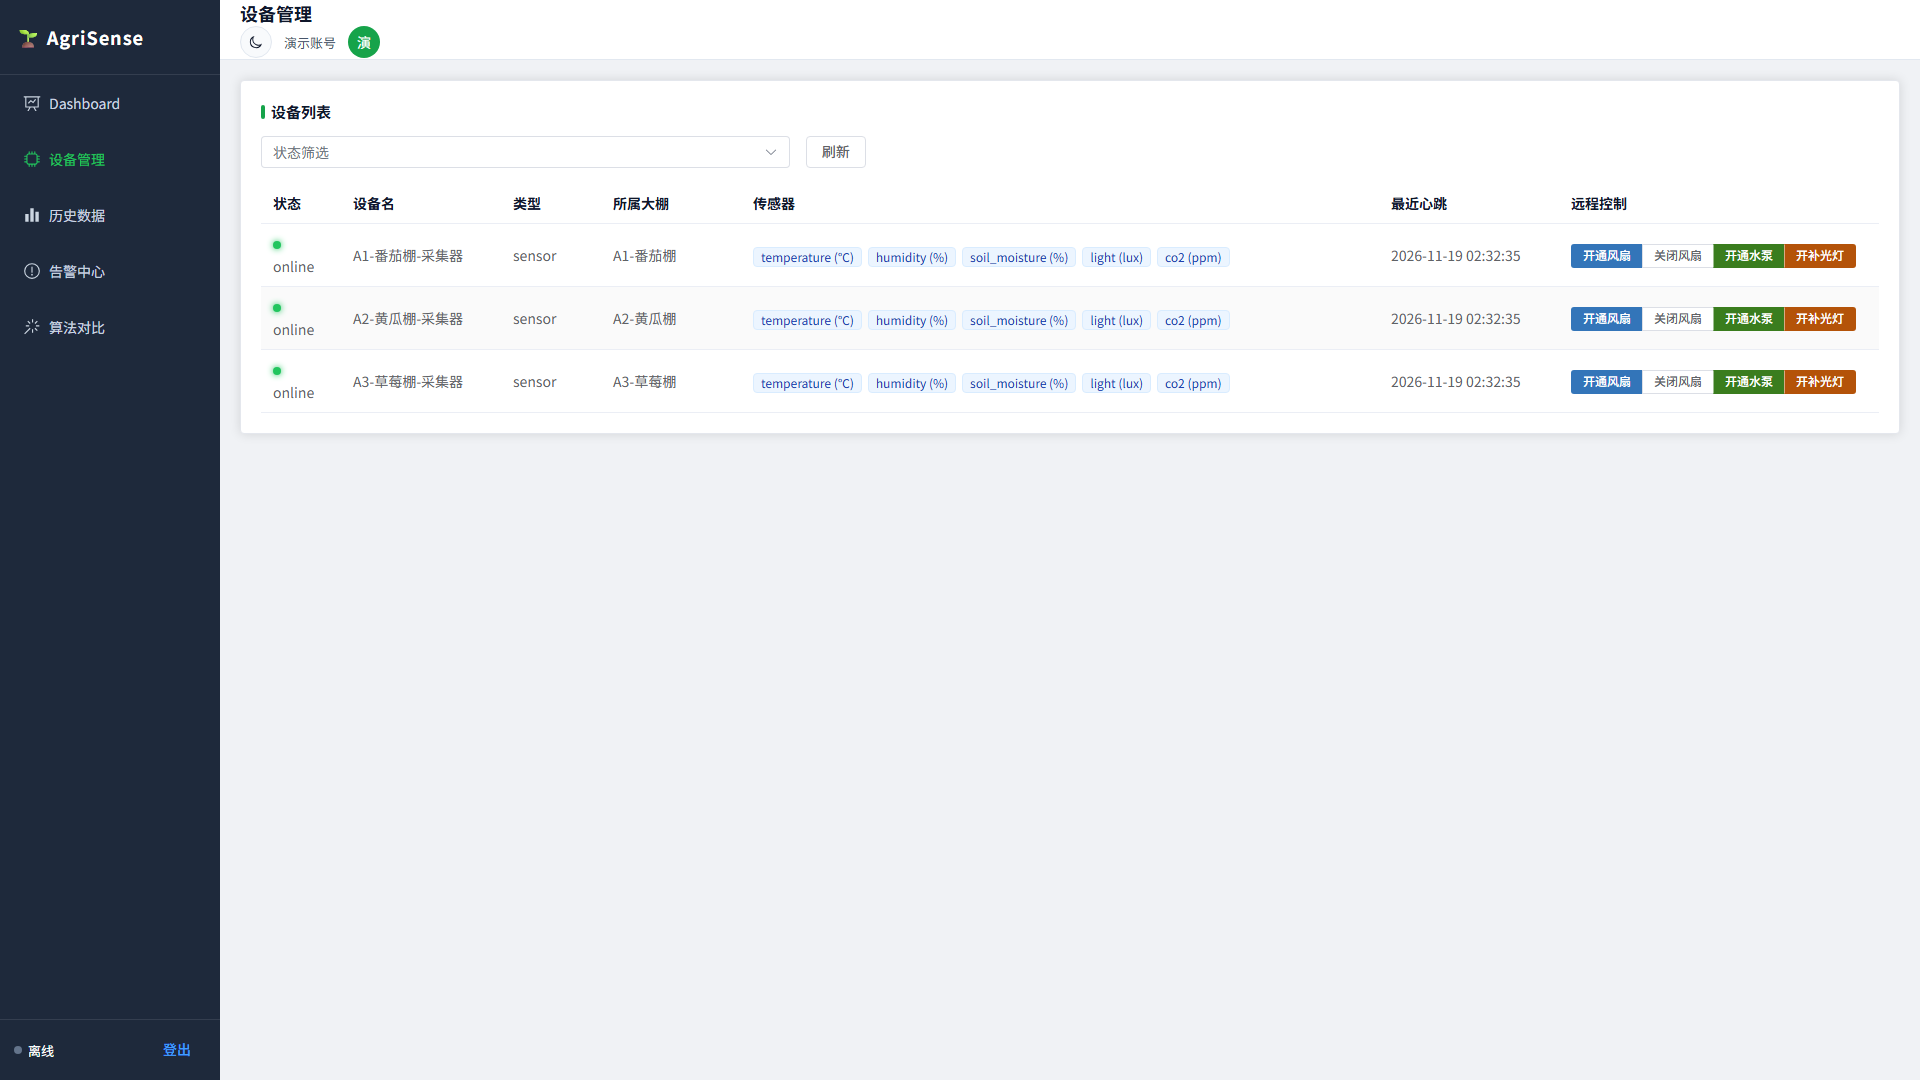 AgriSense
Dashboard
设备管理
历史数据
告警中心
算法对比
离线
登出
设备管理
演示账号
演
设备列表
状态筛选
刷新
状态 设备名 类型 所属大棚 传感器 最近心跳 远程控制
online A1-番茄棚-采集器 sensor A1-番茄棚 temperature (℃) humidity (%) soil_moisture (%) light (lux) co2 (ppm) 2026-11-19 02:32:35 开通风扇 关闭风扇 开通水泵 开补光灯
online A2-黄瓜棚-采集器 sensor A2-黄瓜棚 temperature (℃) humidity (%) soil_moisture (%) light (lux) co2 (ppm) 2026-11-19 02:32:35 开通风扇 关闭风扇 开通水泵 开补光灯
online A3-草莓棚-采集器 sensor A3-草莓棚 temperature (℃) humidity (%) soil_moisture (%) light (lux) co2 (ppm) 2026-11-19 02:32:35 开通风扇 关闭风扇 开通水泵 开补光灯